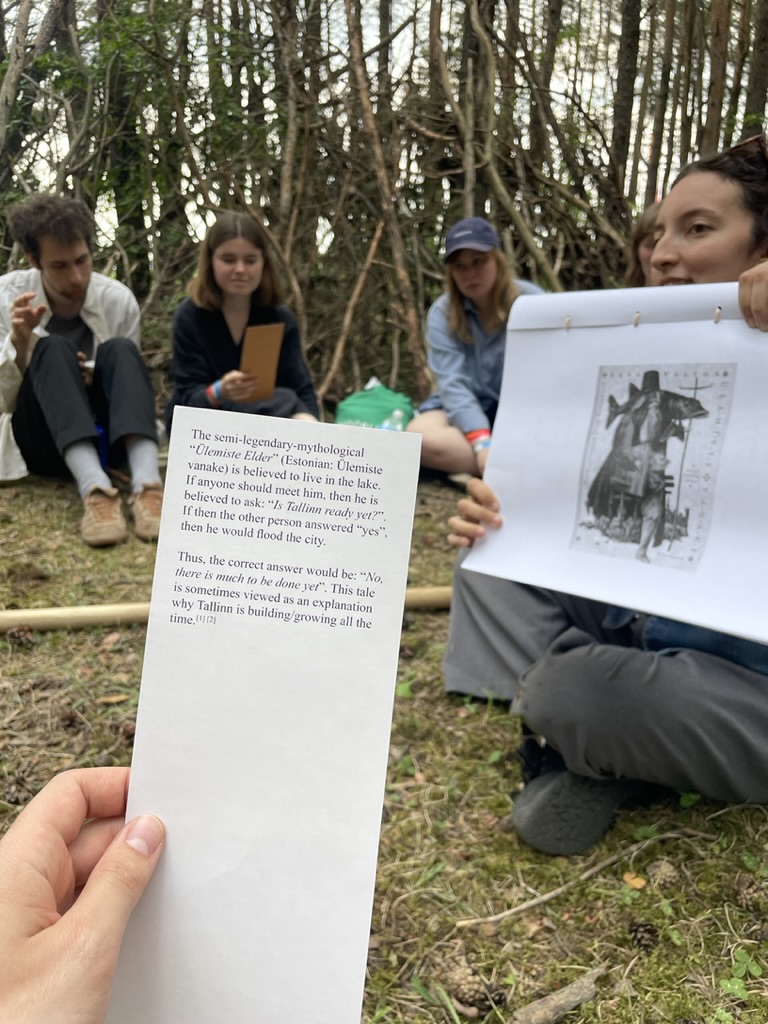 The semi-legendary-mythological
“Ülemiste Elder” (Estonian: Ülemiste
vanake) is believed to live in the lake.
If anyone should meet him, then he is
believed to ask: “Is Tallinn ready yet?”.
If then the other person answered “yes”,
then he would flood the city.
Thus, the correct answer would be: “No,
there is much to be done yet”. This tale
is sometimes viewed as an explanation
why Tallinn is building/growing all the
time.[1] [2]